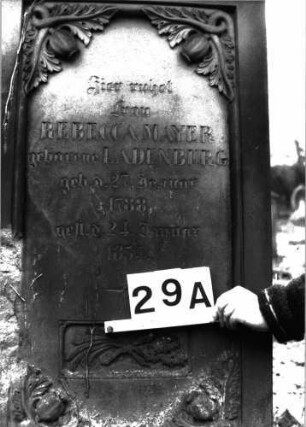 Hier ruhet
Frau
REBECCA MAYER
geborene LADENBURG
geb. d. 27. Januar
1788,
gest. d. 24. Januar
29A